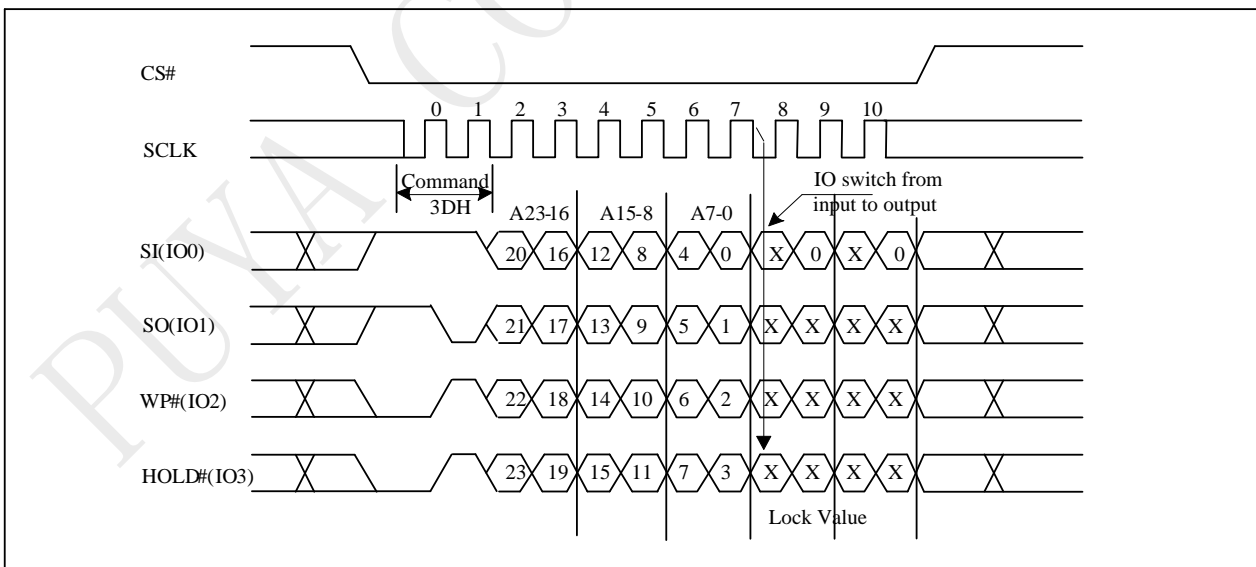 PUYA CO
CS#
0 1 2 3 4 5 6 7 8 9 10
SCLK
Command
3DH
IO switch from
input to output
A23-16 A15-8 A7-0
SI(IO0) 20 16 12 8 4 0 X 0 X 0
SO(IO1) 21 17 13 9 5 1 X X X X
WP#(IO2) 22 18 14 10 6 2 X X X X
HOLD#(IO3) 23 19 15 11 7 3 X X X X
Lock Value